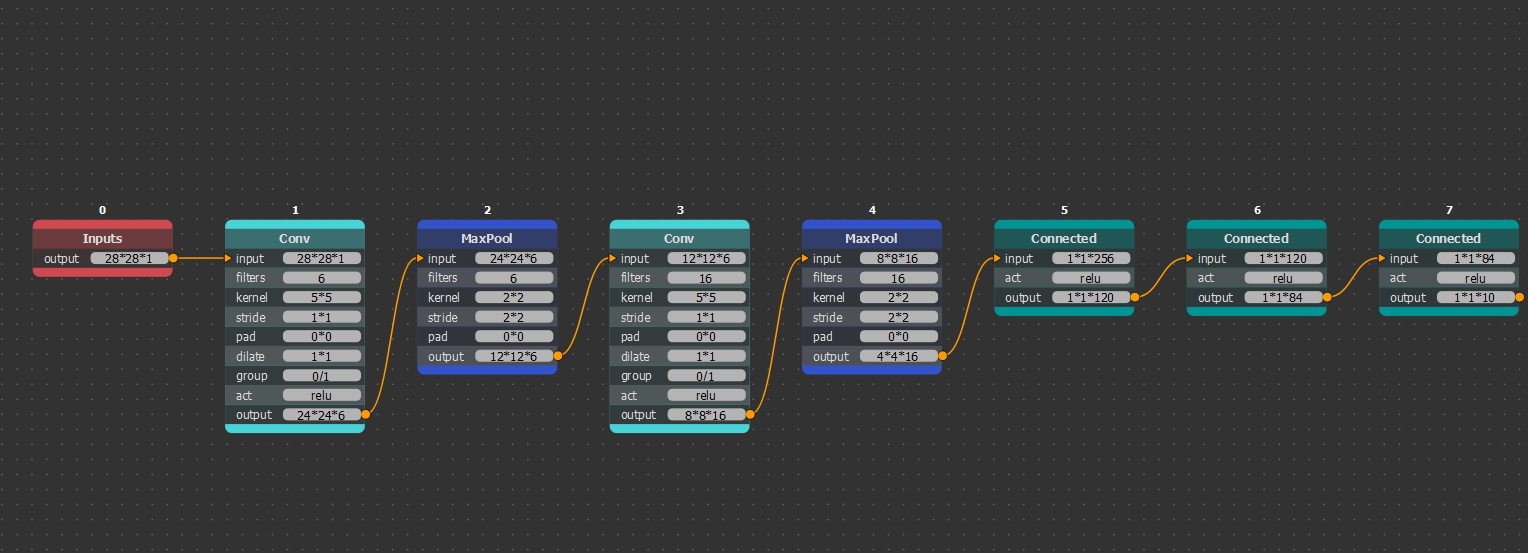 0
Inputs
output 28*28*1
1
Conv
input 28*28*1
filters 6
kernel 5*5
stride 1*1
pad 0*0
dilate 1*1
group 0/1
act relu
output 24*24*6
2
MaxPool
input 24*24*6
filters 6
kernel 2*2
stride 2*2
pad 0*0
output 12*12*6
3
Conv
input 12*12*6
filters 16
kernel 5*5
stride 1*1
pad 0*0
dilate 1*1
group 0/1
act relu
output 8*8*16
4
MaxPool
input 8*8*16
filters 16
kernel 2*2
stride 2*2
pad 0*0
output 4*4*16
5
Connected
input 1*1*256
act relu
output 1*1*120
6
Connected
input 1*1*120
act relu
output 1*1*84
7
Connected
input 1*1*84
act relu
output 1*1*10